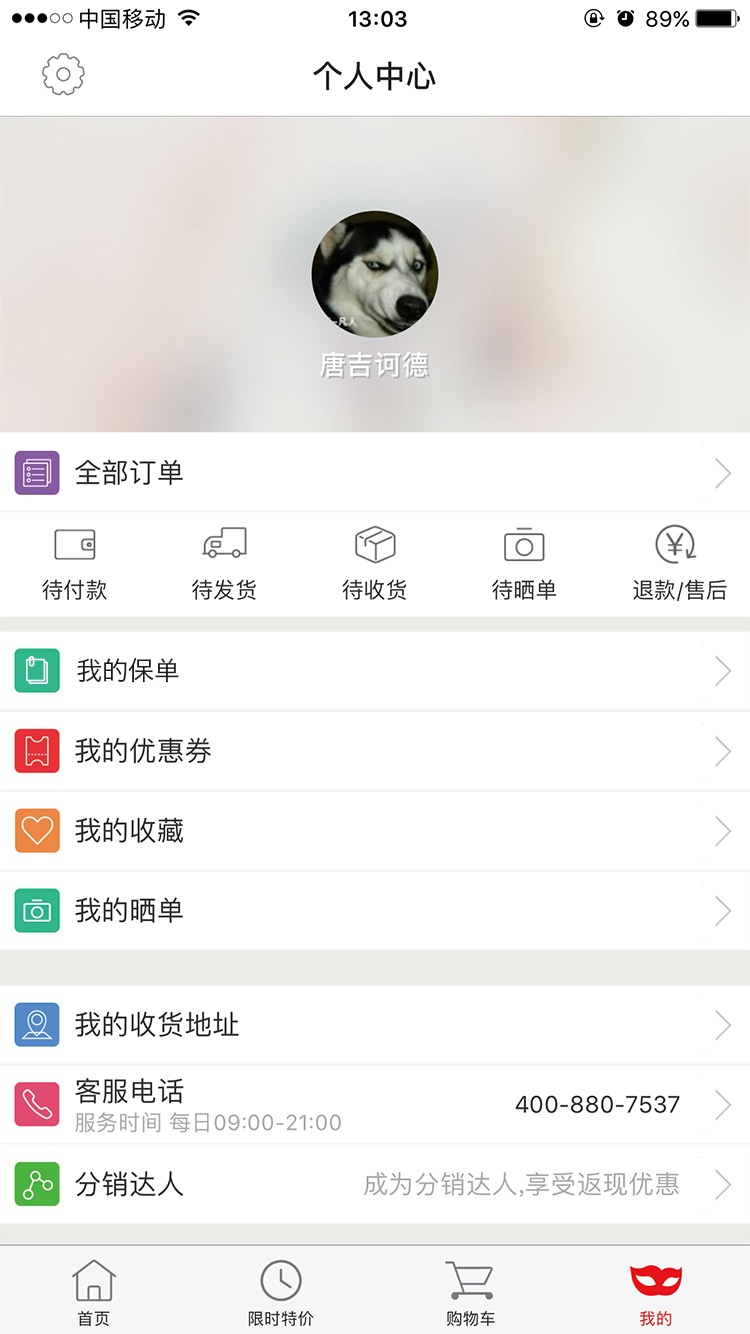 中国移动 13:03 89%
个人中心
一凡人
唐吉诃德
全部订单
待付款 待发货 待收货 待晒单 退款/售后
我的保单
我的优惠券
我的收藏
我的晒单
我的收货地址
客服电话 400-880-7537
服务时间 每日09:00-21:00
分销达人 成为分销达人,享受返现优惠
首页 限时特价 购物车 我的